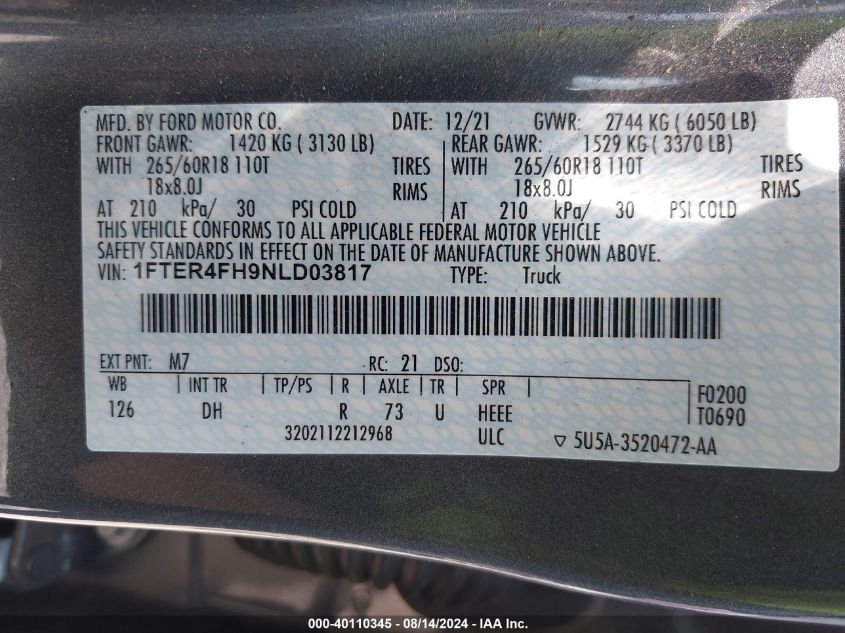 MFD. BY FORD MOTOR CO. DATE: 12/21 GVWR: 2744 KG ( 6050 LB)
FRONT GAWR: 1420 KG ( 3130 LB) REAR GAWR: 1529 KG ( 3370 LB)
WITH 265/60R18 110T TIRES WITH 265/60R18 110T TIRES
18x8.0J RIMS 18x8.0J RIMS
AT 210 kPa/ 30 PSI COLD AT 210 kPa/ 30 PSI COLD
THIS VEHICLE CONFORMS TO ALL APPLICABLE FEDERAL MOTOR VEHICLE
SAFETY STANDARDS IN EFFECT ON THE DATE OF MANUFACTURE SHOWN ABOVE.
VIN: 1FTER4FH9NLD03817 TYPE: Truck
EXT PNT: M7 RC: 21 DSO:
WB INT TR TP/PS R AXLE TR SPR F0200
126 DH R 73 U HEEE T0690
3202112212968 ULC ▽ 5U5A-3520472-AA
000-40110345 - 08/14/2024 - IAA Inc.